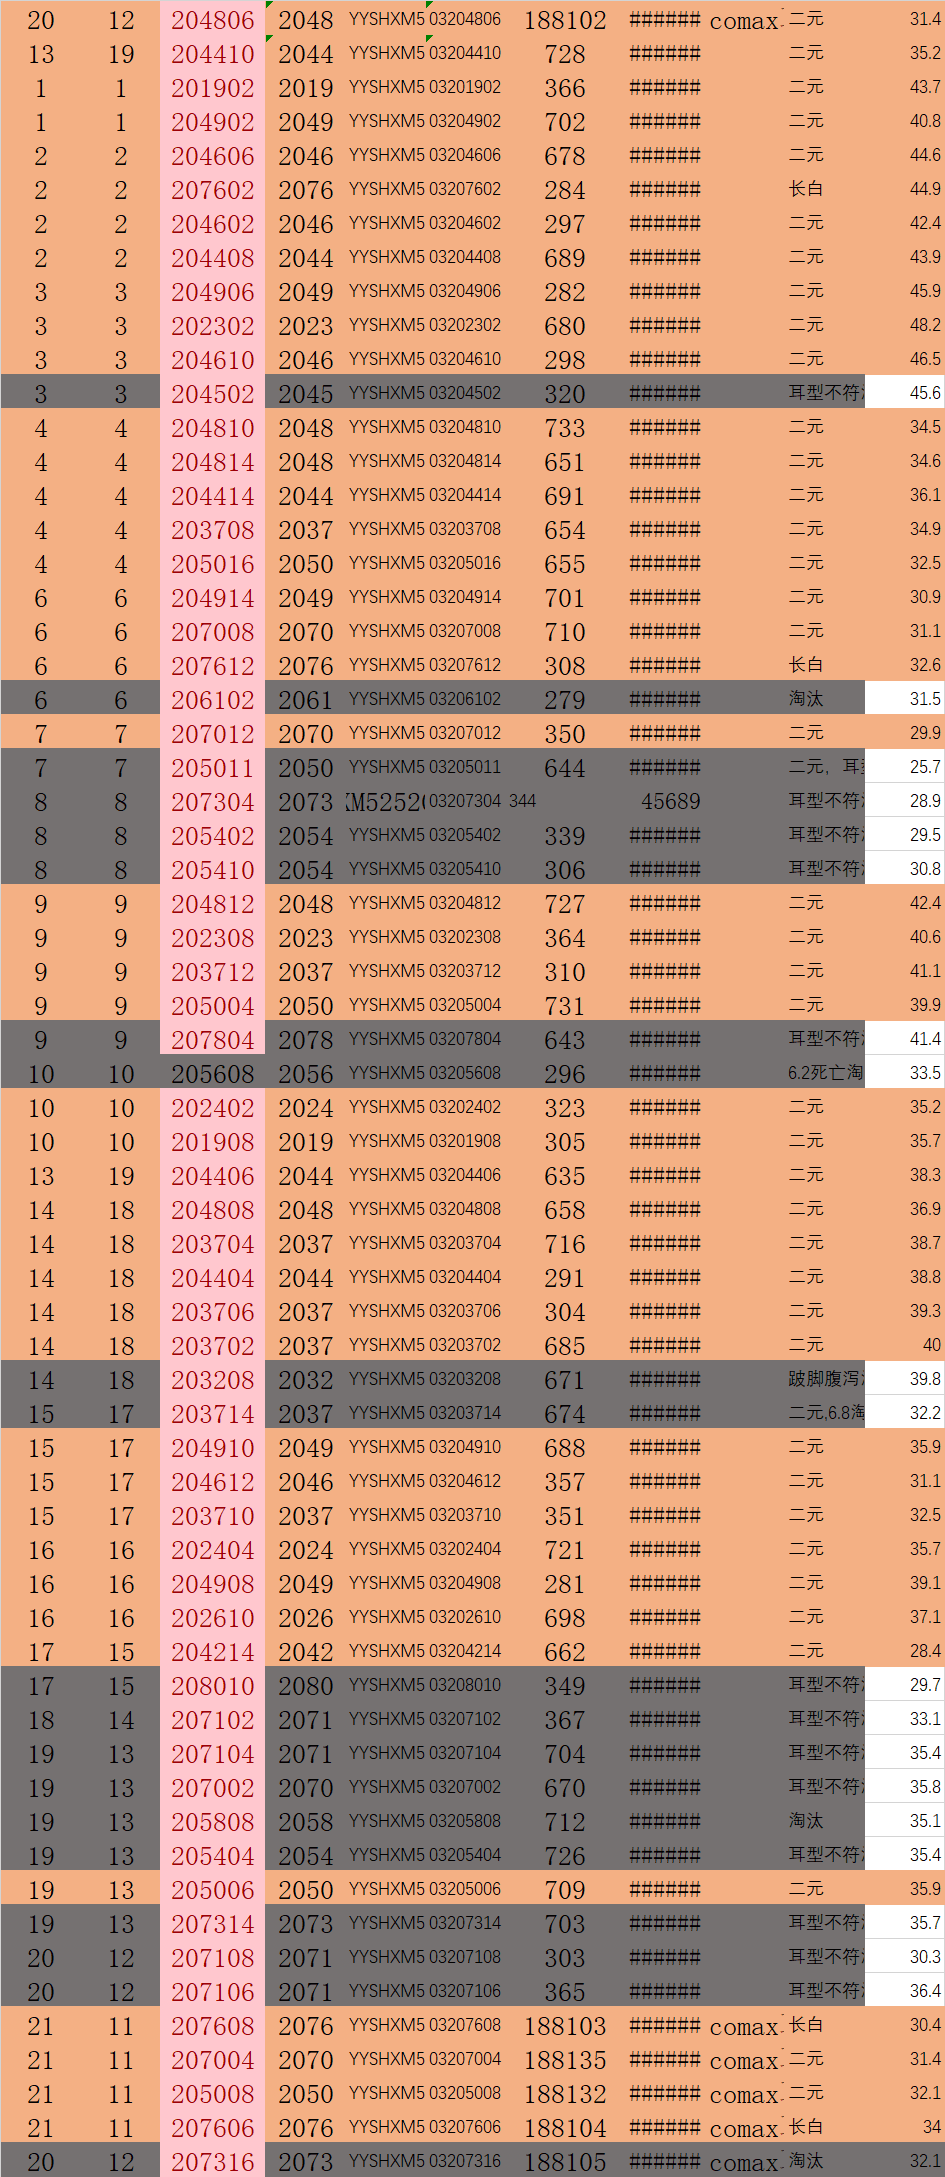 20 12 204806 2048 YYSHXM5 03204806 188102 ###### comax 二元 31.4
13 19 204410 2044 YYSHXM5 03204410 728 ###### 二元 35.2
1 1 201902 2019 YYSHXM5 03201902 366 ###### 二元 43.7
1 1 204902 2049 YYSHXM5 03204902 702 ###### 二元 40.8
2 2 204606 2046 YYSHXM5 03204606 678 ###### 二元 44.6
2 2 207602 2076 YYSHXM5 03207602 284 ###### 长白 44.9
2 2 204602 2046 YYSHXM5 03204602 297 ###### 二元 42.4
2 2 204408 2044 YYSHXM5 03204408 689 ###### 二元 43.9
3 3 204906 2049 YYSHXM5 03204906 282 ###### 二元 45.9
3 3 202302 2023 YYSHXM5 03202302 680 ###### 二元 48.2
3 3 204610 2046 YYSHXM5 03204610 298 ###### 二元 46.5
3 3 204502 2045 YYSHXM5 03204502 320 ###### 耳型不符 45.6
4 4 204810 2048 YYSHXM5 03204810 733 ###### 二元 34.5
4 4 204814 2048 YYSHXM5 03204814 651 ###### 二元 34.6
4 4 204414 2044 YYSHXM5 03204414 691 ###### 二元 36.1
4 4 203708 2037 YYSHXM5 03203708 654 ###### 二元 34.9
4 4 205016 2050 YYSHXM5 03205016 655 ###### 二元 32.5
6 6 204914 2049 YYSHXM5 03204914 701 ###### 二元 30.9
6 6 207008 2070 YYSHXM5 03207008 710 ###### 二元 31.1
6 6 207612 2076 YYSHXM5 03207612 308 ###### 长白 32.6
6 6 206102 2061 YYSHXM5 03206102 279 ###### 淘汰 31.5
7 7 207012 2070 YYSHXM5 03207012 350 ###### 二元 29.9
7 7 205011 2050 YYSHXM5 03205011 644 ###### 二元，耳 25.7
8 8 207304 2073 XM5252 03207304 344 45689 耳型不符 28.9
8 8 205402 2054 YYSHXM5 03205402 339 ###### 耳型不符 29.5
8 8 205410 2054 YYSHXM5 03205410 306 ###### 耳型不符 30.8
9 9 204812 2048 YYSHXM5 03204812 727 ###### 二元 42.4
9 9 202308 2023 YYSHXM5 03202308 364 ###### 二元 40.6
9 9 203712 2037 YYSHXM5 03203712 310 ###### 二元 41.1
9 9 205004 2050 YYSHXM5 03205004 731 ###### 二元 39.9
9 9 207804 2078 YYSHXM5 03207804 643 ###### 耳型不符 41.4
10 10 205608 2056 YYSHXM5 03205608 296 ###### 6.2死亡淘 33.5
10 10 202402 2024 YYSHXM5 03202402 323 ###### 二元 35.2
10 10 201908 2019 YYSHXM5 03201908 305 ###### 二元 35.7
13 19 204406 2044 YYSHXM5 03204406 635 ###### 二元 38.3
14 18 204808 2048 YYSHXM5 03204808 658 ###### 二元 36.9
14 18 203704 2037 YYSHXM5 03203704 716 ###### 二元 38.7
14 18 204404 2044 YYSHXM5 03204404 291 ###### 二元 38.8
14 18 203706 2037 YYSHXM5 03203706 304 ###### 二元 39.3
14 18 203702 2037 YYSHXM5 03203702 685 ###### 二元 40
14 18 203208 2032 YYSHXM5 03203208 671 ###### 跛脚腹泻 39.8
15 17 203714 2037 YYSHXM5 03203714 674 ###### 二元,6.8淘 32.2
15 17 204910 2049 YYSHXM5 03204910 688 ###### 二元 35.9
15 17 204612 2046 YYSHXM5 03204612 357 ###### 二元 31.1
15 17 203710 2037 YYSHXM5 03203710 351 ###### 二元 32.5
16 16 202404 2024 YYSHXM5 03202404 721 ###### 二元 35.7
16 16 204908 2049 YYSHXM5 03204908 281 ###### 二元 39.1
16 16 202610 2026 YYSHXM5 03202610 698 ###### 二元 37.1
17 15 204214 2042 YYSHXM5 03204214 662 ###### 二元 28.4
17 15 208010 2080 YYSHXM5 03208010 349 ###### 耳型不符 29.7
18 14 207102 2071 YYSHXM5 03207102 367 ###### 耳型不符 33.1
19 13 207104 2071 YYSHXM5 03207104 704 ###### 耳型不符 35.4
19 13 207002 2070 YYSHXM5 03207002 670 ###### 耳型不符 35.8
19 13 205808 2058 YYSHXM5 03205808 712 ###### 淘汰 35.1
19 13 205404 2054 YYSHXM5 03205404 726 ###### 耳型不符 35.4
19 13 205006 2050 YYSHXM5 03205006 709 ###### 二元 35.9
19 13 207314 2073 YYSHXM5 03207314 703 ###### 耳型不符 35.7
20 12 207108 2071 YYSHXM5 03207108 303 ###### 耳型不符 30.3
20 12 207106 2071 YYSHXM5 03207106 365 ###### 耳型不符 36.4
21 11 207608 2076 YYSHXM5 03207608 188103 ###### comax 长白 30.4
21 11 207004 2070 YYSHXM5 03207004 188135 ###### comax 二元 31.4
21 11 205008 2050 YYSHXM5 03205008 188132 ###### comax 二元 32.1
21 11 207606 2076 YYSHXM5 03207606 188104 ###### comax 长白 34
20 12 207316 2073 YYSHXM5 03207316 188105 ###### comax 淘汰 32.1